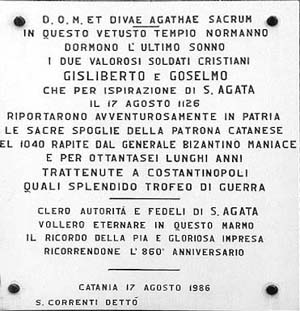 D. O. M. ET DIVAE AGATHAE SACRUM
IN QUESTO VETUSTO TEMPIO NORMANNO
DORMONO L'ULTIMO SONNO
I DUE VALOROSI SOLDATI CRISTIANI
GISLIBERTO E GOSELMO
CHE PER ISPIRAZIONE DI S. AGATA
IL 17 AGOSTO 1126
RIPORTARONO AVVENTUROSAMENTE IN PATRIA
LE SACRE SPOGLIE DELLA PATRONA CATANESE
EL 1040 RAPITE DAL GENERALE BIZANTINO MANIACE
E PER OTTANTASEI LUNGHI ANNI
TRATTENUTE A COSTANTINOPOLI
QUALI SPLENDIDO TROFEO DI GUERRA
CLERO AUTORITÁ E FEDELI DI S. AGATA
VOLLERO ETERNARE IN QUESTO MARMO
IL RICORDO DELLA PIA E GLORIOSA IMPRESA
RICORRENDONE L' 860° ANNIVERSARIO
CATANIA 17 AGOSTO 1986
S. CORRENTI DETTÓ